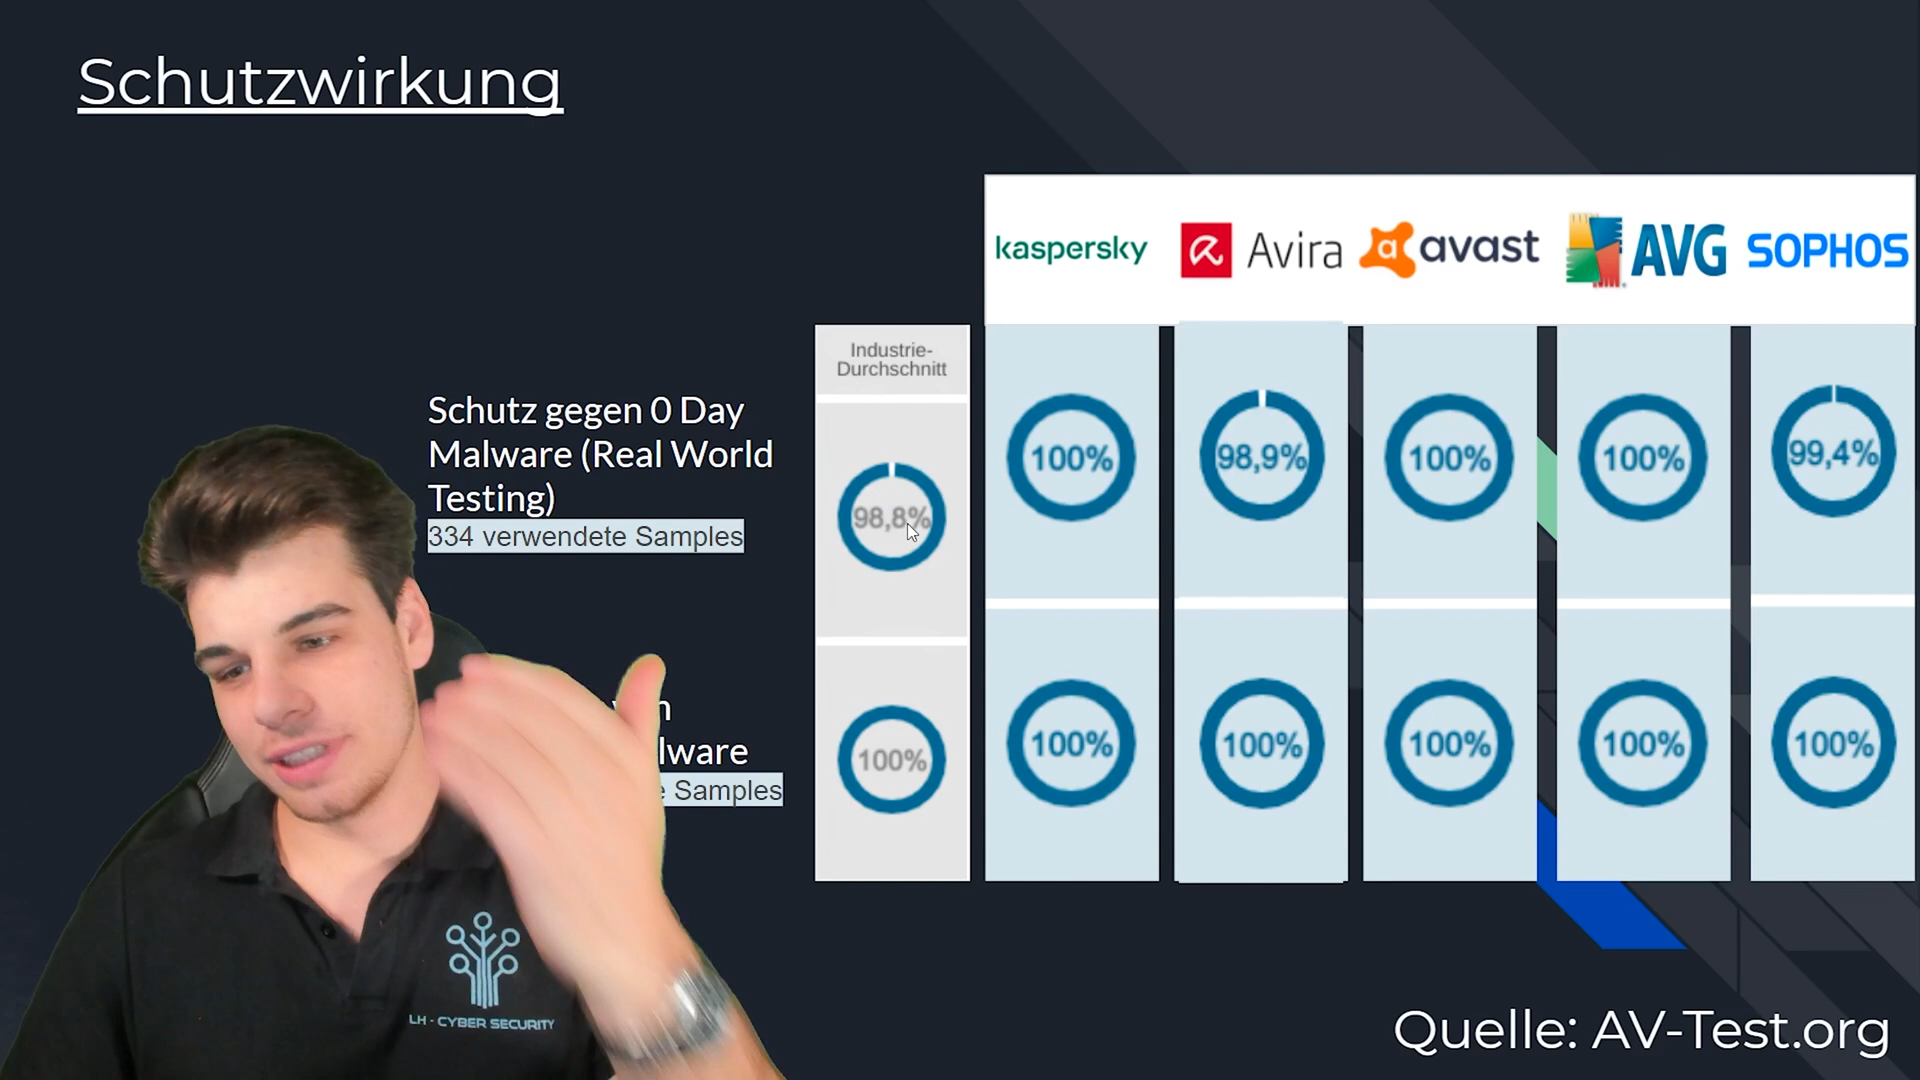 Schutzwirkung
kaspersky
Avira
avast
AVG
SOPHOS
Industrie-
Durchschnitt
Schutz gegen 0 Day
Malware (Real World
Testing)
334 verwendete Samples
98,8%
100%
98,9%
100%
100%
99,4%
Samples
100%
100%
100%
100%
100%
100%
LH - CYBER SECURITY
Quelle: AV-Test.org